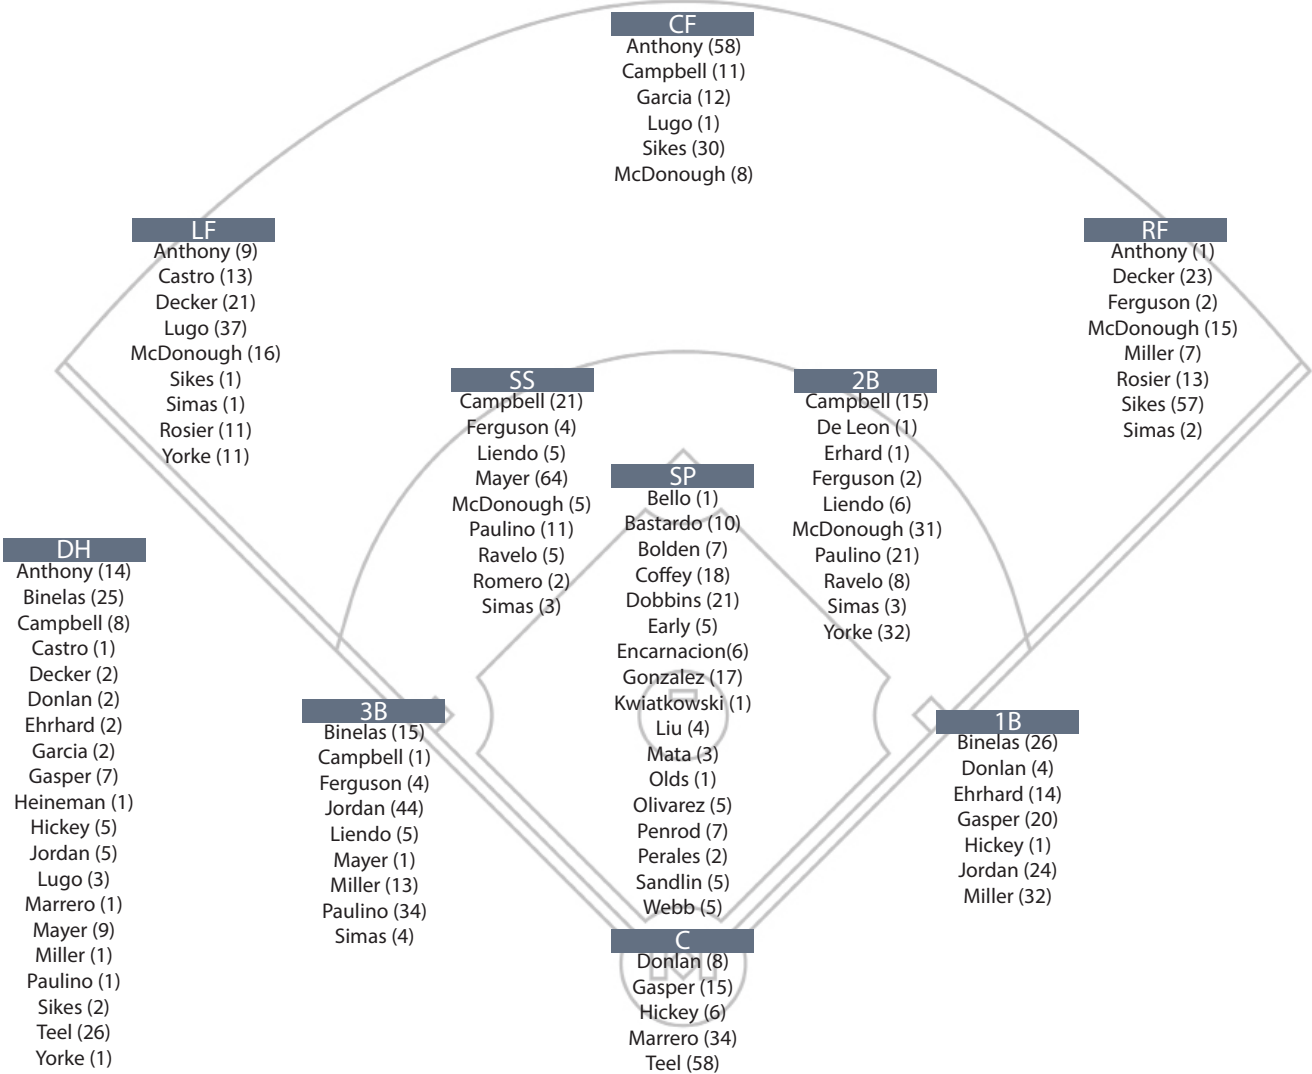 CF
Anthony (58)
Campbell (11)
Garcia (12)
Lugo (1)
Sikes (30)
McDonough (8)
LF
Anthony (9)
Castro (13)
Decker (21)
Lugo (37)
McDonough (16)
Sikes (1)
Simas (1)
Rosier (11)
Yorke (11)
RF
Anthony (1)
Decker (23)
Ferguson (2)
McDonough (15)
Miller (7)
Rosier (13)
Sikes (57)
Simas (2)
SS
Campbell (21)
Ferguson (4)
Liendo (5)
Mayer (64)
McDonough (5)
Paulino (11)
Ravelo (5)
Romero (2)
Simas (3)
2B
Campbell (15)
De Leon (1)
Erhard (1)
Ferguson (2)
Liendo (6)
McDonough (31)
Paulino (21)
Ravelo (8)
Simas (3)
Yorke (32)
SP
Bello (1)
Bastardo (10)
Bolden (7)
Coffey (18)
Dobbins (21)
Early (5)
Encarnacion(6)
Gonzalez (17)
Kwiatkowski (1)
Liu (4)
Mata (3)
Olds (1)
Olivarez (5)
Penrod (7)
Perales (2)
Sandlin (5)
Webb (5)
DH
Anthony (14)
Binelas (25)
Campbell (8)
Castro (1)
Decker (2)
Donlan (2)
Ehrhard (2)
Garcia (2)
Gasper (7)
Heineman (1)
Hickey (5)
Jordan (5)
Lugo (3)
Marrero (1)
Mayer (9)
Miller (1)
Paulino (1)
Sikes (2)
Teel (26)
Yorke (1)
3B
Binelas (15)
Campbell (1)
Ferguson (4)
Jordan (44)
Liendo (5)
Mayer (1)
Miller (13)
Paulino (34)
Simas (4)
1B
Binelas (26)
Donlan (4)
Ehrhard (14)
Gasper (20)
Hickey (1)
Jordan (24)
Miller (32)
C
Donlan (8)
Gasper (15)
Hickey (6)
Marrero (34)
Teel (58)